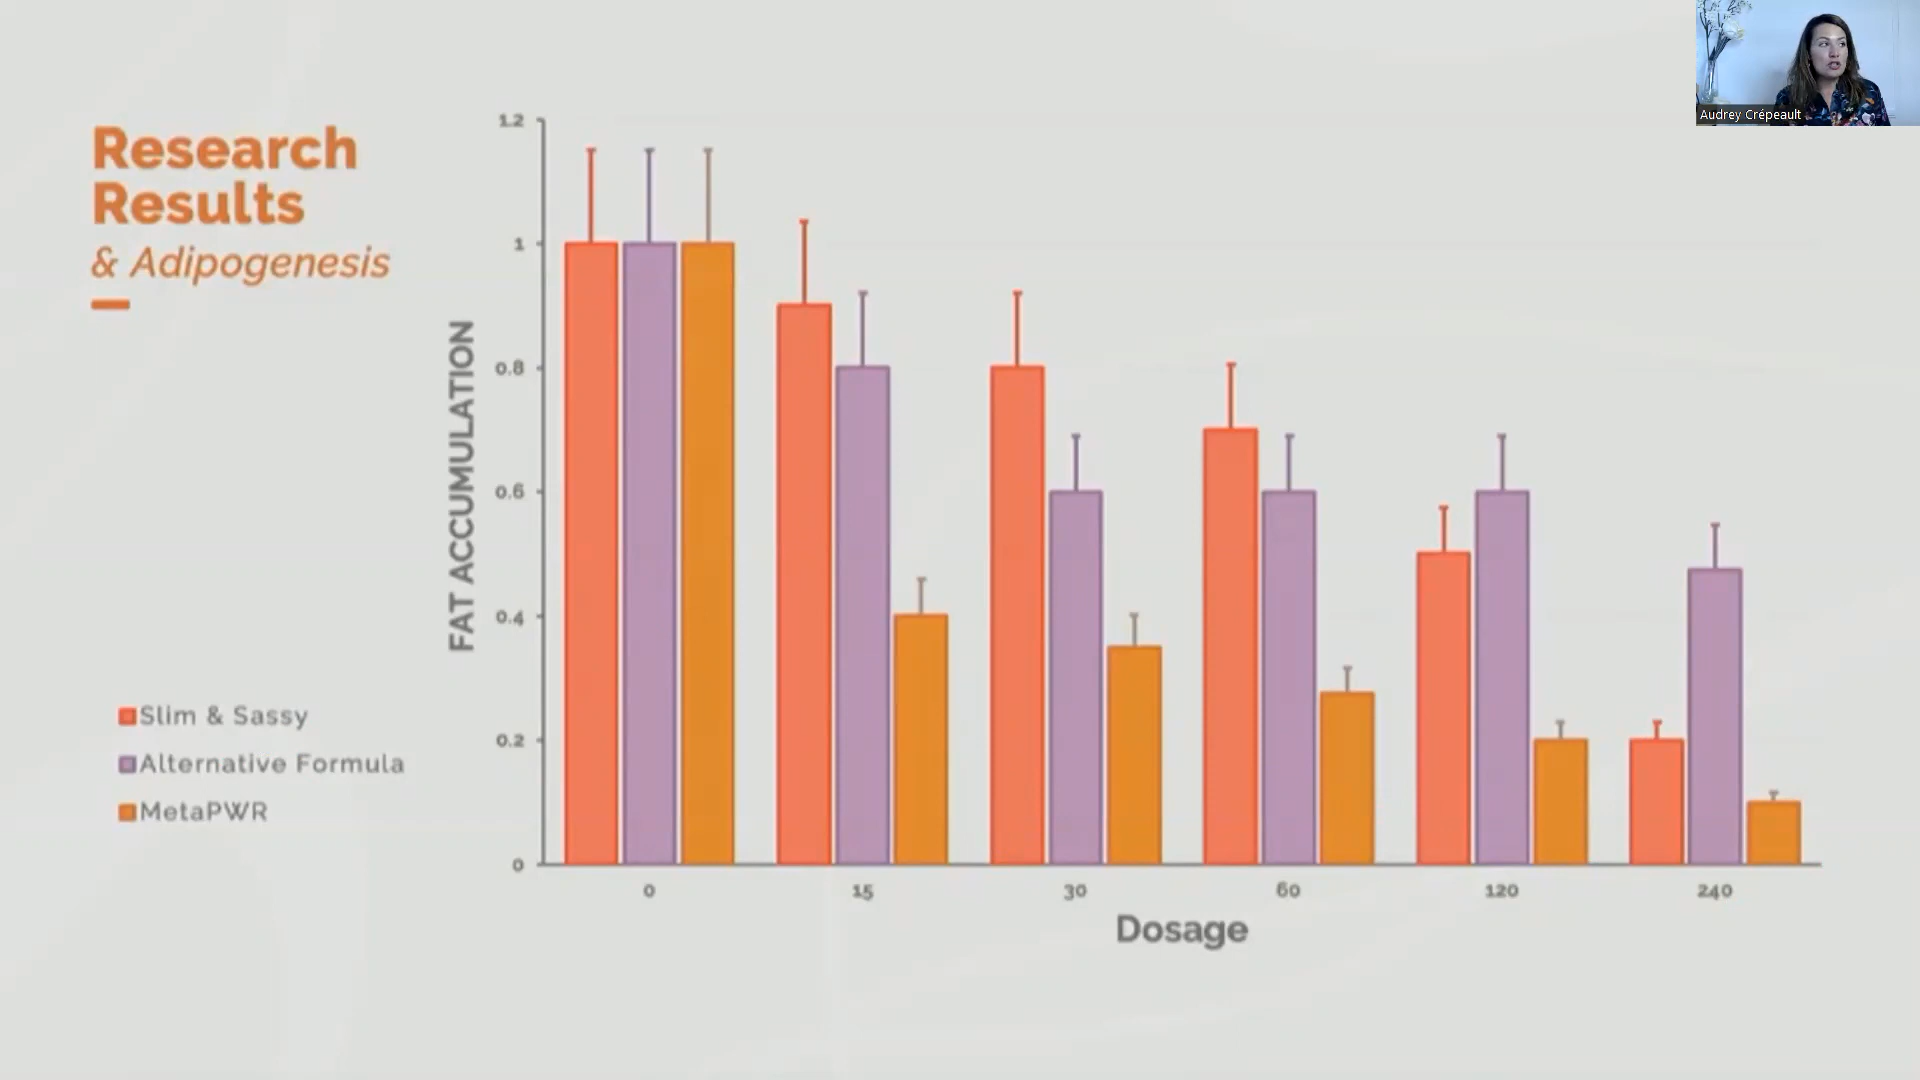 Audrey Crépeault
Research
Results
& Adipogenesis
FAT ACCUMULATION
1.2
1
0.8
0.6
0.4
0.2
0
0 15 30 60 120 240
Dosage
Slim & Sassy
Alternative Formula
MetaPWR